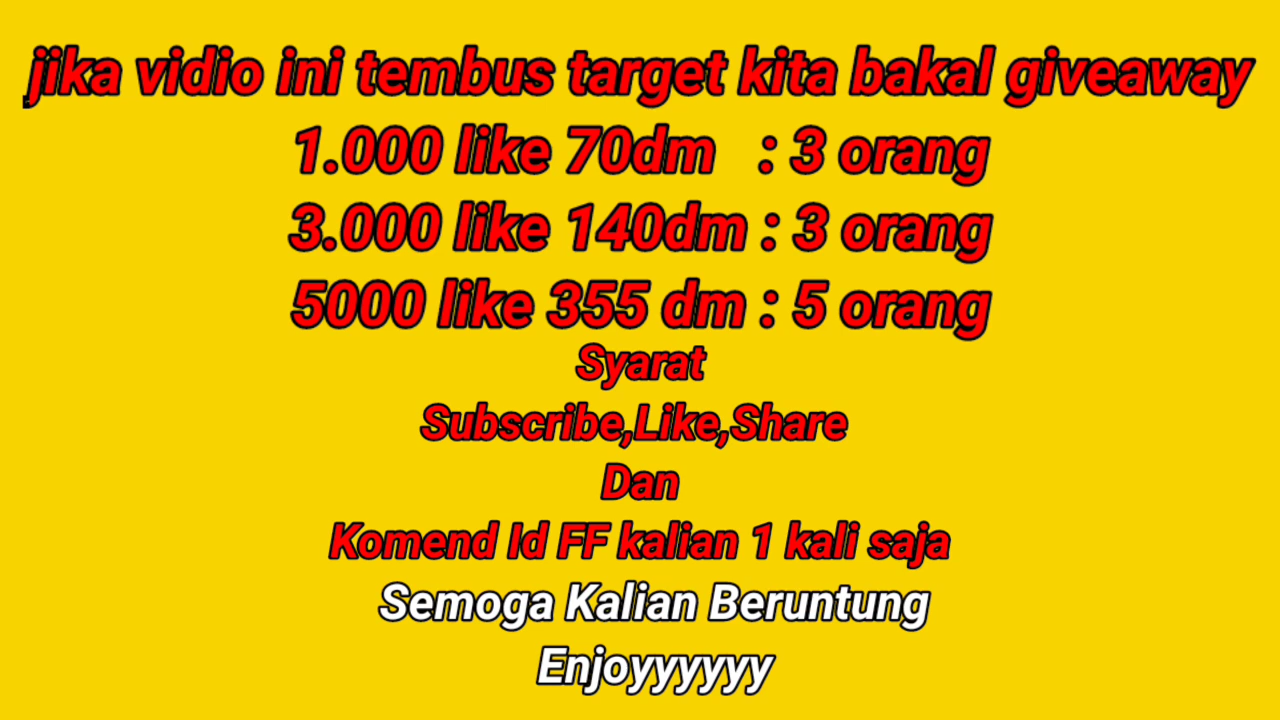 jika vidio ini tembus target kita bakal giveaway
1.000 like 70dm : 3 orang
3.000 like 140dm : 3 orang
5000 like 355 dm : 5 orang
Syarat
Subscribe,Like,Share
Dan
Komend Id FF kalian 1 kali saja
Semoga Kalian Beruntung
Enjoyyyyyy